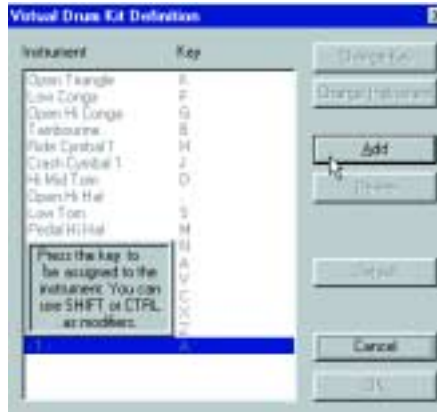 Virtual Drum Kit Definition
Instrument Key
Change Key
Open Triangle K
Change Instrument
Low Conga F
Open Hi Conga G
Tambourine B
Add
Ride Cymbal 1 H
Crash Cymbal 1 J
Hi Mid Tom D
Open Hi Hat
Low Tom S
Pedal Hi Hat M
N
Press the key to
be assigned to the A
instrument. You can V
use SHIFT or CTRL C
as modifiers. X
Z
Default
Cancel
OK